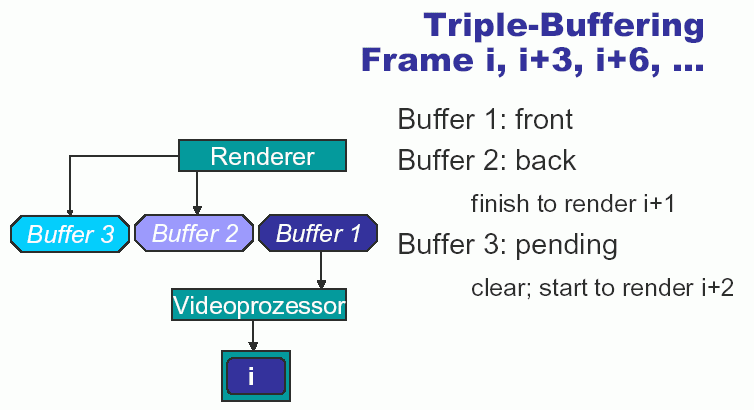 Triple-Buffering
Frame i, i+3, i+6, ...
Buffer 1: front
Buffer 2: back
finish to render i+1
Buffer 3: pending
clear; start to render i+2
Renderer
Buffer 3
Buffer 2
Buffer 1
Videoprozessor
i